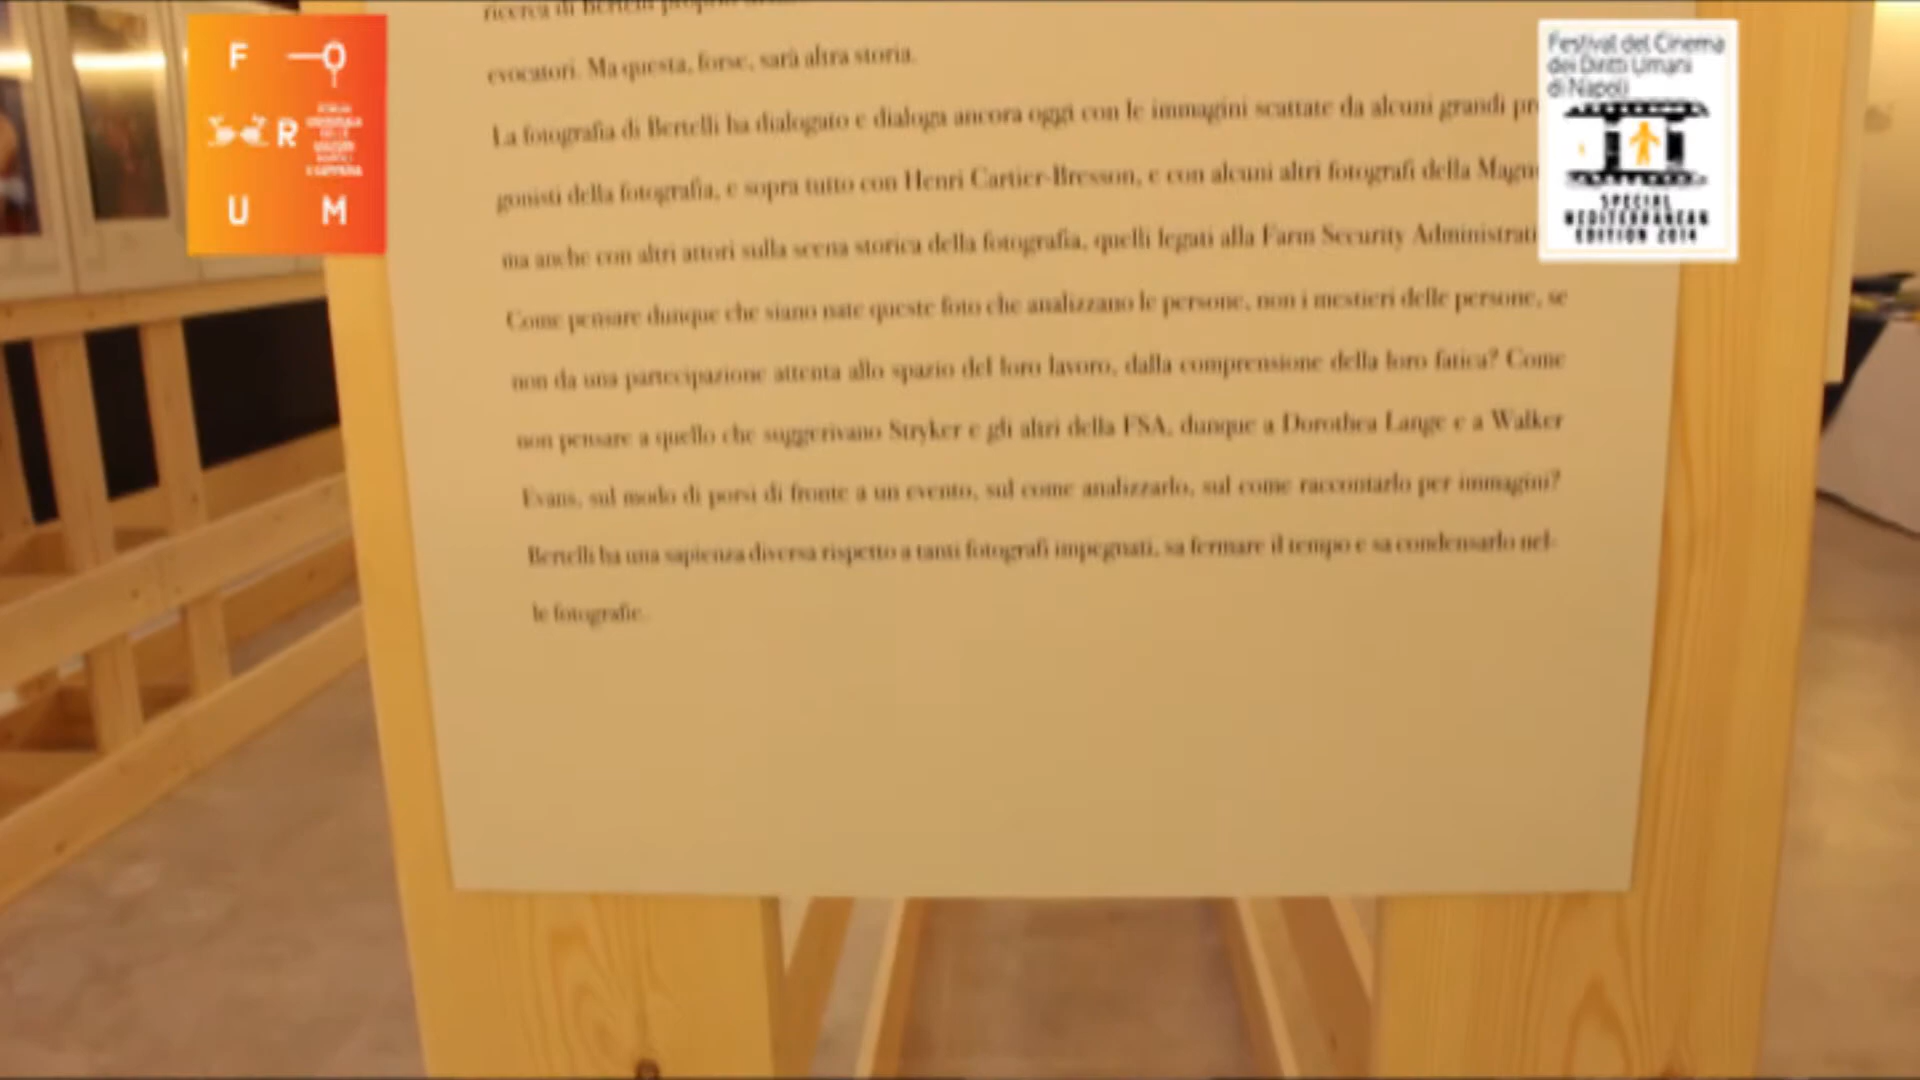 ricerca di Bertelli
evocatori. Ma questa, forse, sarà altra storia.
La fotografia di Bertelli ha dialogato e dialoga ancora oggi con le immagini scattate da alcuni grandi pro
gonisti della fotografia, e sopra tutto con Henri Cartier-Bresson, e con alcuni altri fotografi della Magn
ma anche con altri attori sulla scena storica della fotografia, quelli legati alla Farm Security Administrati
Come pensare dunque che siano nate queste foto che analizzano le persone, non i mestieri delle persone, se
non da una partecipazione attenta allo spazio del loro lavoro, dalla comprensione della loro fatica? Come
non pensare a quello che suggerivano Stryker e gli altri della FSA, dunque a Dorothea Lange e a Walker
Evans, sul modo di porsi di fronte a un evento, sul come analizzarlo, sul come raccontarlo per immagini?
Bertelli ha una sapienza diversa rispetto a tanti fotografi impegnati, sa fermare il tempo e sa condensarlo nel-
le fotografie.
F O
R
U M
Festival del Cinema
dei Diritti Umani
di Napoli
SPECIAL
MEDITERRANEAN
EDITION 2014